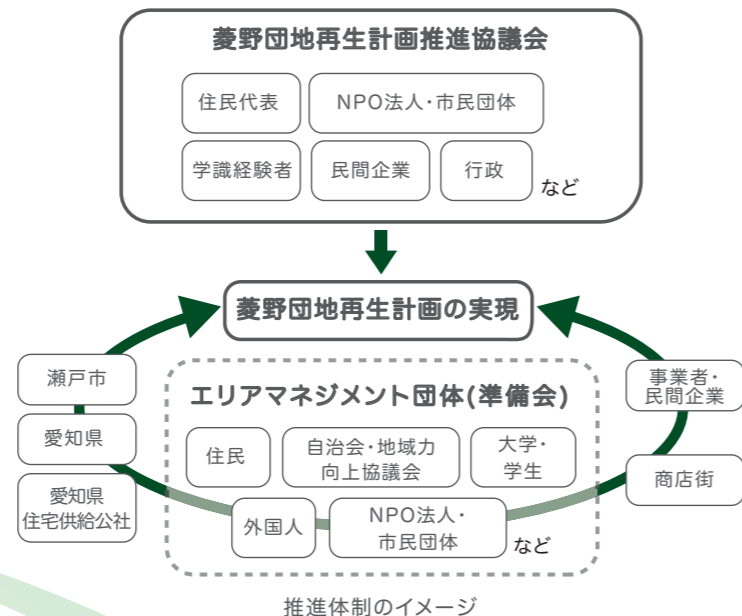 菱野団地再生計画推進協議会
住民代表
NPO法人・市民団体
学識経験者
民間企業
行政
など
菱野団地再生計画の実現
瀬戸市
愛知県
愛知県
住宅供給公社
エリアマネジメント団体(準備会)
住民
自治会・地域力
向上協議会
大学・
学生
外国人
NPO法人・
市民団体
など
事業者・
民間企業
商店街
推進体制のイメージ